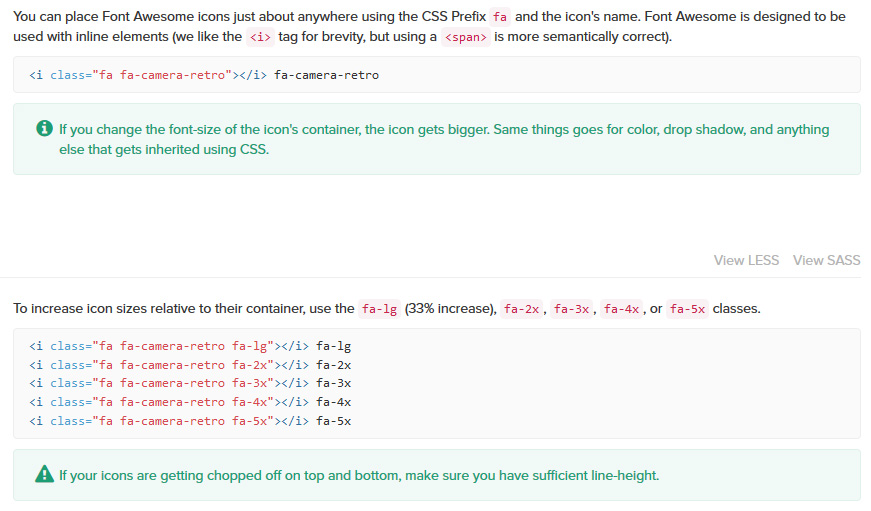 You can place Font Awesome icons just about anywhere using the CSS Prefix fa and the icon's name. Font Awesome is designed to be
used with inline elements (we like the <i> tag for brevity, but using a <span> is more semantically correct).
<i class="fa fa-camera-retro"></i> fa-camera-retro
If you change the font-size of the icon's container, the icon gets bigger. Same things goes for color, drop shadow, and anything
else that gets inherited using CSS.
View LESS View SASS
To increase icon sizes relative to their container, use the fa-lg (33% increase), fa-2x, fa-3x, fa-4x, or fa-5x classes.
<i class="fa fa-camera-retro fa-lg"></i> fa-lg
<i class="fa fa-camera-retro fa-2x"></i> fa-2x
<i class="fa fa-camera-retro fa-3x"></i> fa-3x
<i class="fa fa-camera-retro fa-4x"></i> fa-4x
<i class="fa fa-camera-retro fa-5x"></i> fa-5x
If your icons are getting chopped off on top and bottom, make sure you have sufficient line-height.